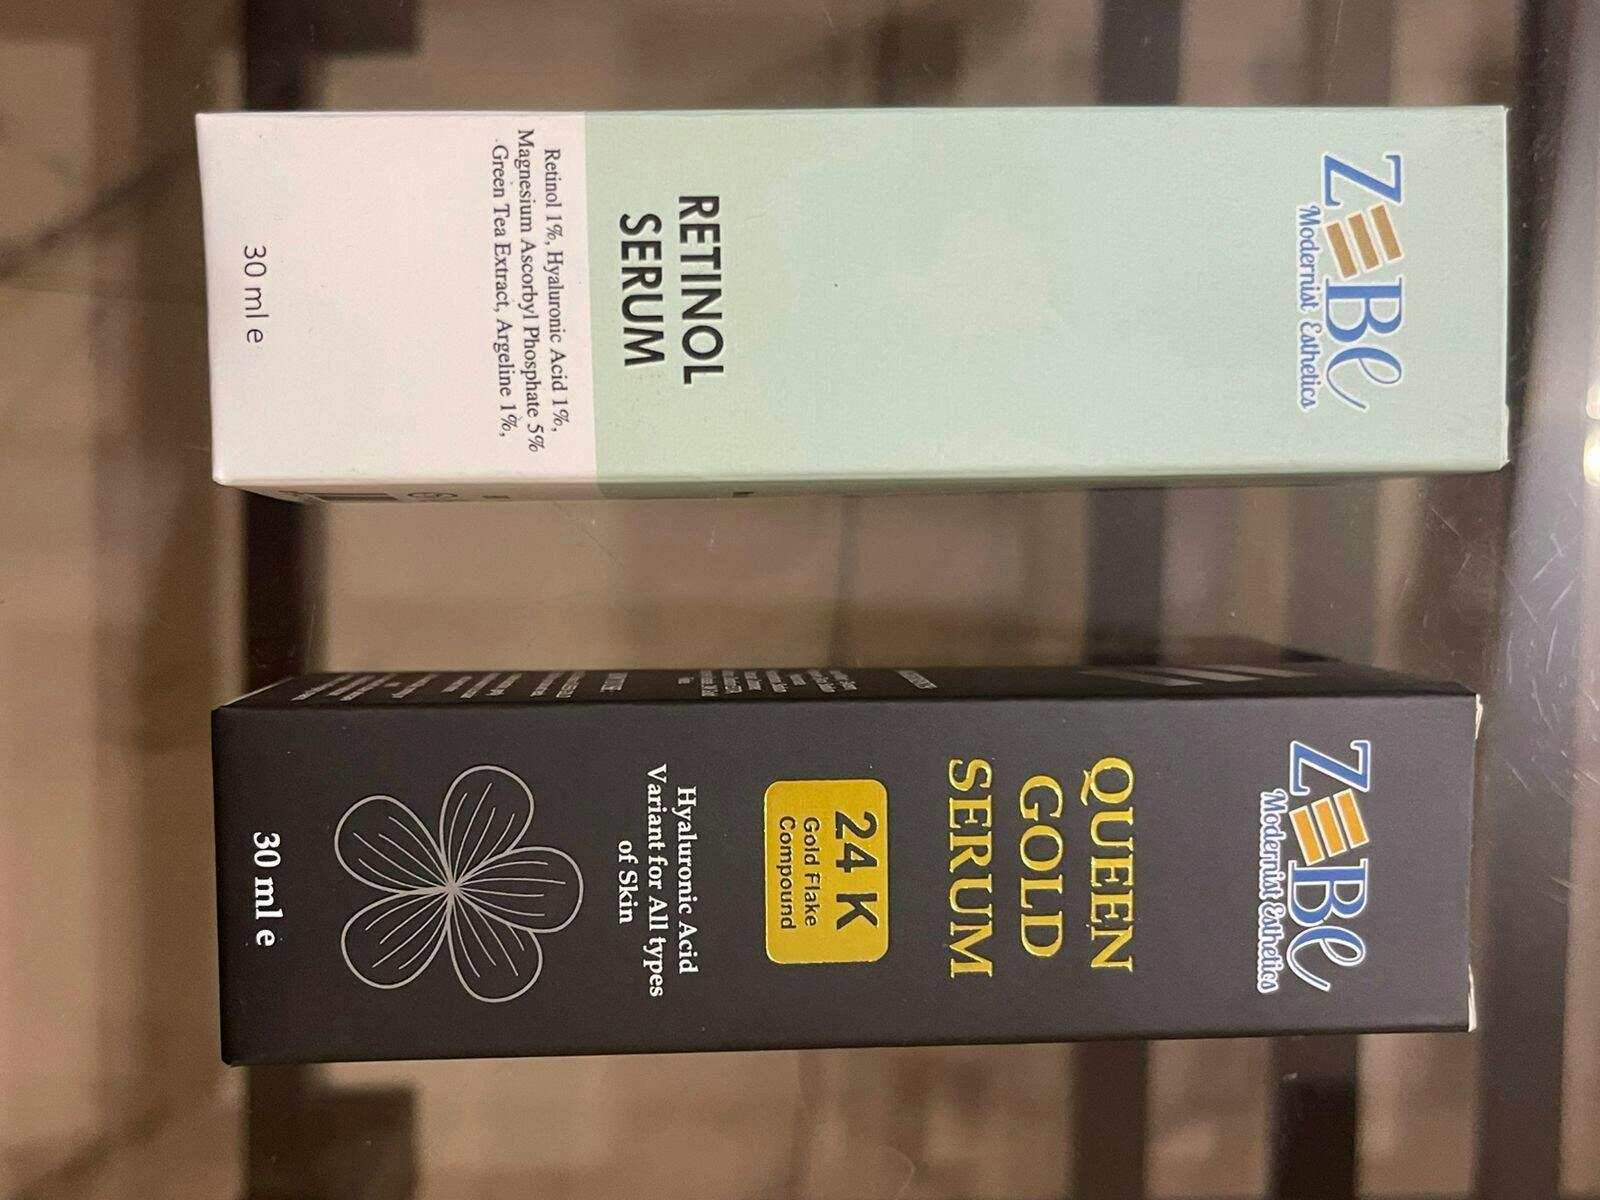 ZEBL
Modernist Esthetics
RETINOL
SERUM
Retinol 1%, Hyaluronic Acid 1%,
Magnesium Ascorbyl Phosphate 5%
Green Tea Extract, Argeline 1%,
30 ml e
ZEBL
Modernist Esthetics
QUEEN
GOLD
SERUM
24 K
Gold Flake
Compound
Hyaluronic Acid
Variant for All types
of Skin
30 ml e